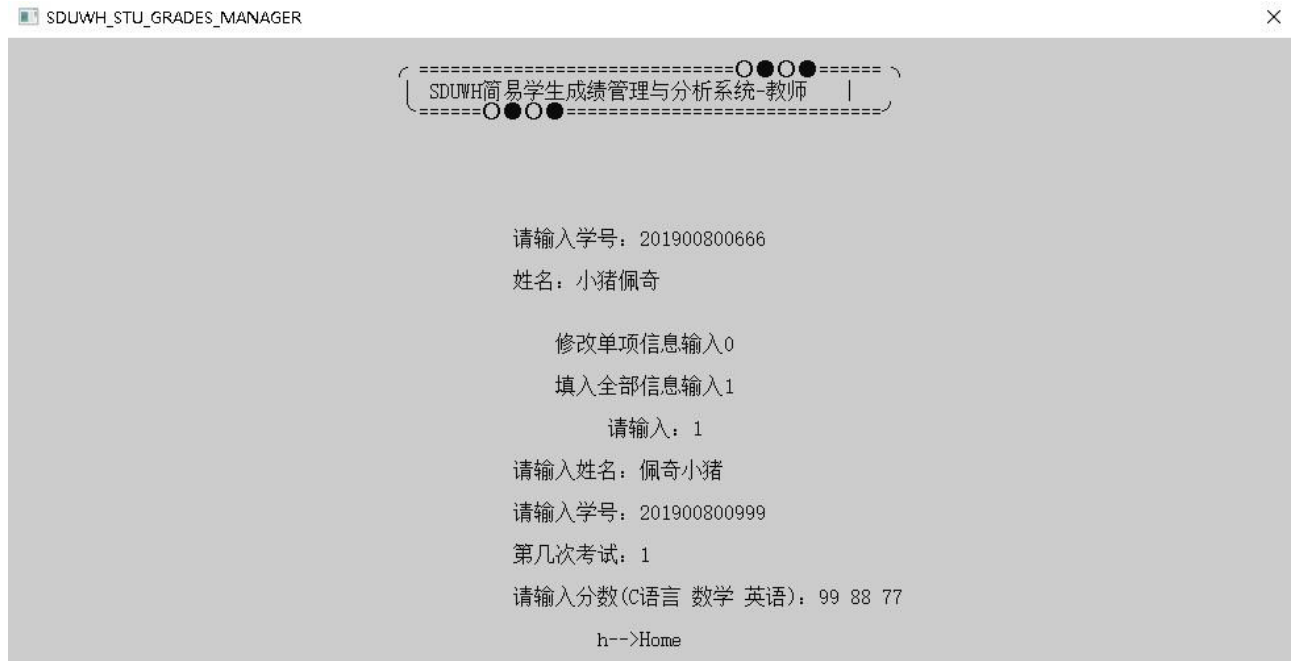 SDUWH_STU_GRADES_MANAGER
==============================○●○●======
| SDUWH简易学生成绩管理与分析系统-教师 |
======○●○●==============================
请输入学号：201900800666
姓名：小猪佩奇
修改单项信息输入0
填入全部信息输入1
请输入：1
请输入姓名：佩奇小猪
请输入学号：201900800999
第几次考试：1
请输入分数(C语言 数学 英语)：99 88 77
h-->Home